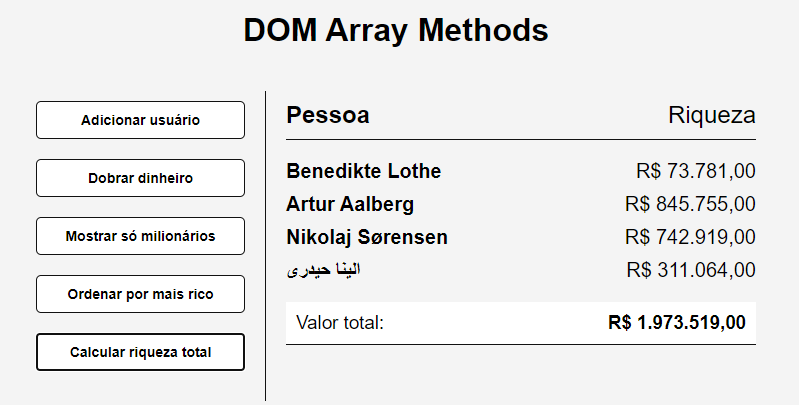 DOM Array Methods
Adicionar usuário
Dobrar dinheiro
Mostrar só milionários
Ordenar por mais rico
Calcular riqueza total
Pessoa Riqueza
Benedikte Lothe R$ 73.781,00
Artur Aalberg R$ 845.755,00
Nikolaj Sørensen R$ 742.919,00
الینا حیدری R$ 311.064,00
Valor total: R$ 1.973.519,00